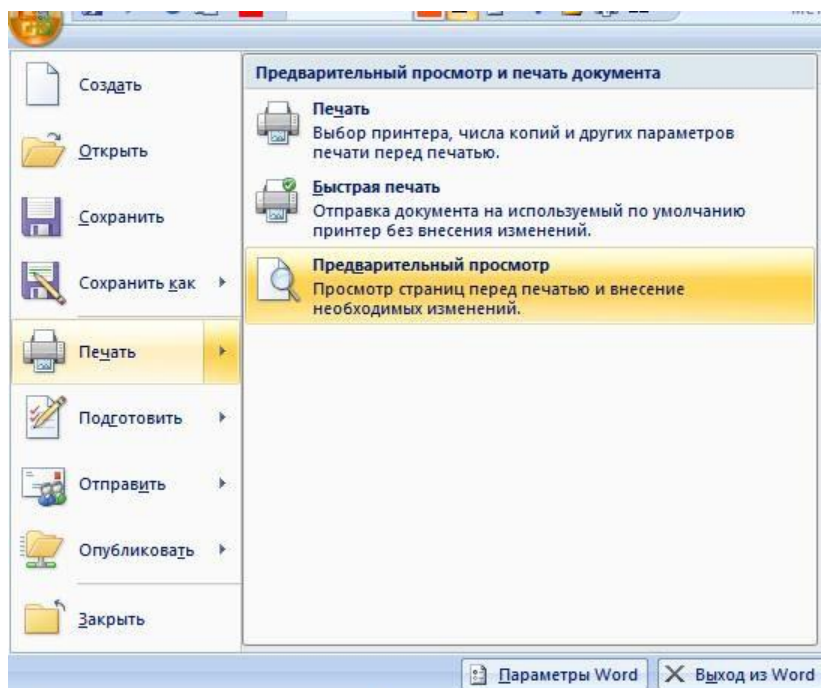 Создать
Открыть
Сохранить
Сохранить как
Печать
Подготовить
Отправить
Опубликовать
Закрыть
Предварительный просмотр и печать документа
Печать
Выбор принтера, числа копий и других параметров
печати перед печатью.
Быстрая печать
Отправка документа на используемый по умолчанию
принтер без внесения изменений.
Предварительный просмотр
Просмотр страниц перед печатью и внесение
необходимых изменений.
Параметры Word
Выход из Word